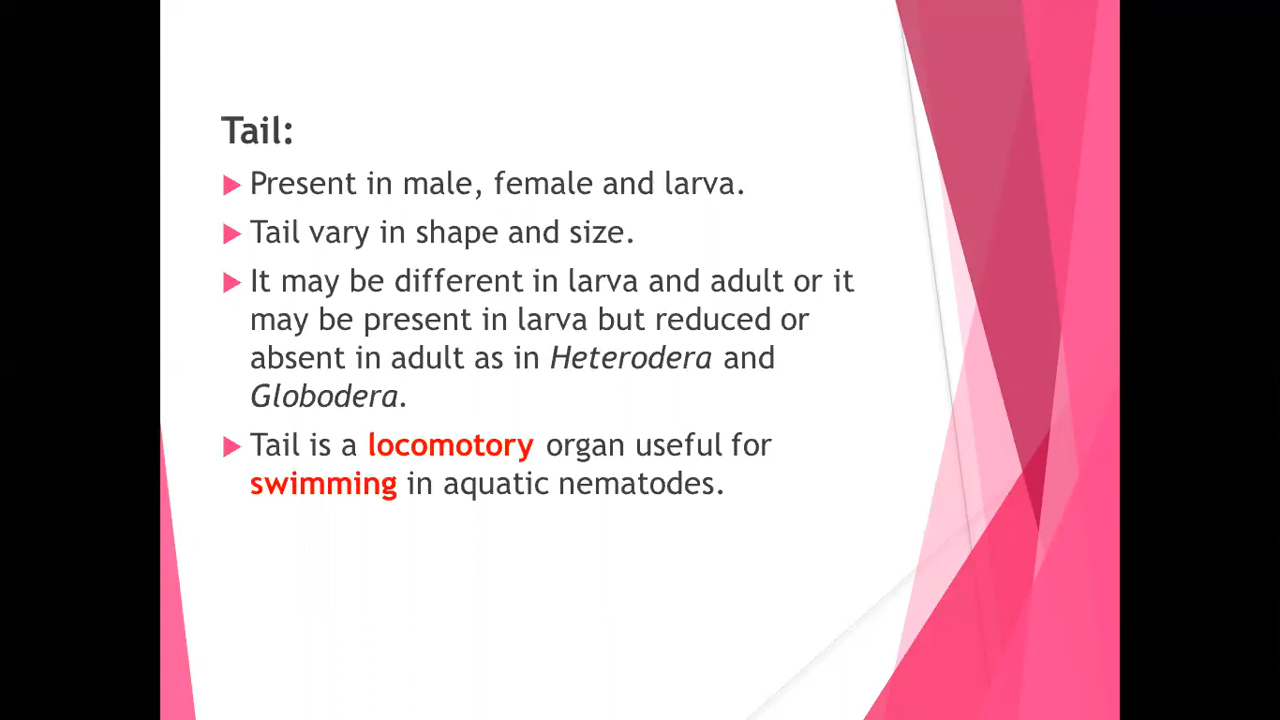 Tail:
Present in male, female and larva.
Tail vary in shape and size.
It may be different in larva and adult or it
may be present in larva but reduced or
absent in adult as in Heterodera and
Globodera.
Tail is a locomotory organ useful for
swimming in aquatic nematodes.